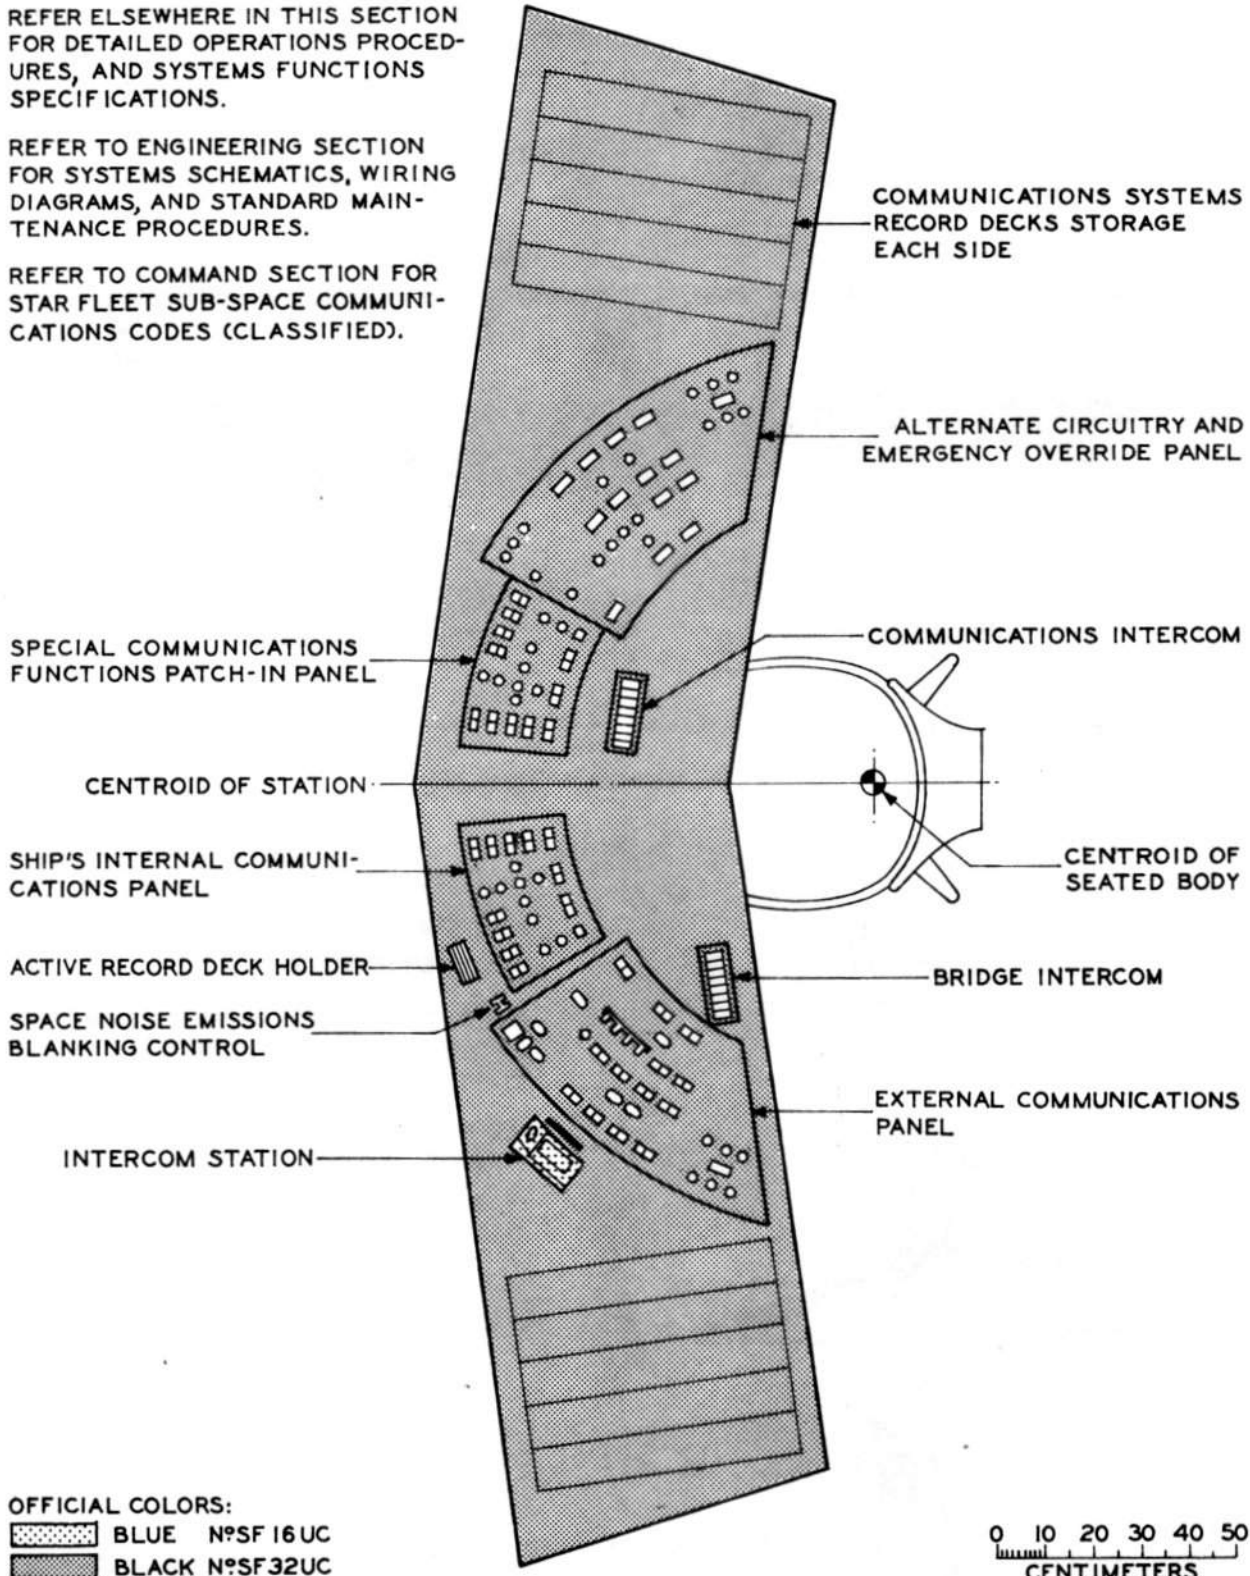 REFER ELSEWHERE IN THIS SECTION
FOR DETAILED OPERATIONS PROCED-
URES, AND SYSTEMS FUNCTIONS
SPECIFICATIONS.
REFER TO ENGINEERING SECTION
FOR SYSTEMS SCHEMATICS, WIRING
DIAGRAMS, AND STANDARD MAIN-
TENANCE PROCEDURES.
REFER TO COMMAND SECTION FOR
STAR FLEET SUB-SPACE COMMUNI-
CATIONS CODES (CLASSIFIED).
COMMUNICATIONS SYSTEMS
RECORD DECKS STORAGE
EACH SIDE
ALTERNATE CIRCUITRY AND
EMERGENCY OVERRIDE PANEL
SPECIAL COMMUNICATIONS
FUNCTIONS PATCH-IN PANEL
COMMUNICATIONS INTERCOM
CENTROID OF STATION
SHIP'S INTERNAL COMMUNI-
CATIONS PANEL
CENTROID OF
SEATED BODY
ACTIVE RECORD DECK HOLDER
BRIDGE INTERCOM
SPACE NOISE EMISSIONS
BLANKING CONTROL
EXTERNAL COMMUNICATIONS
PANEL
INTERCOM STATION
OFFICIAL COLORS:
BLUE Nº SF 16 UC
BLACK Nº SF 32 UC
0 10 20 30 40 50
CENTIMETERS